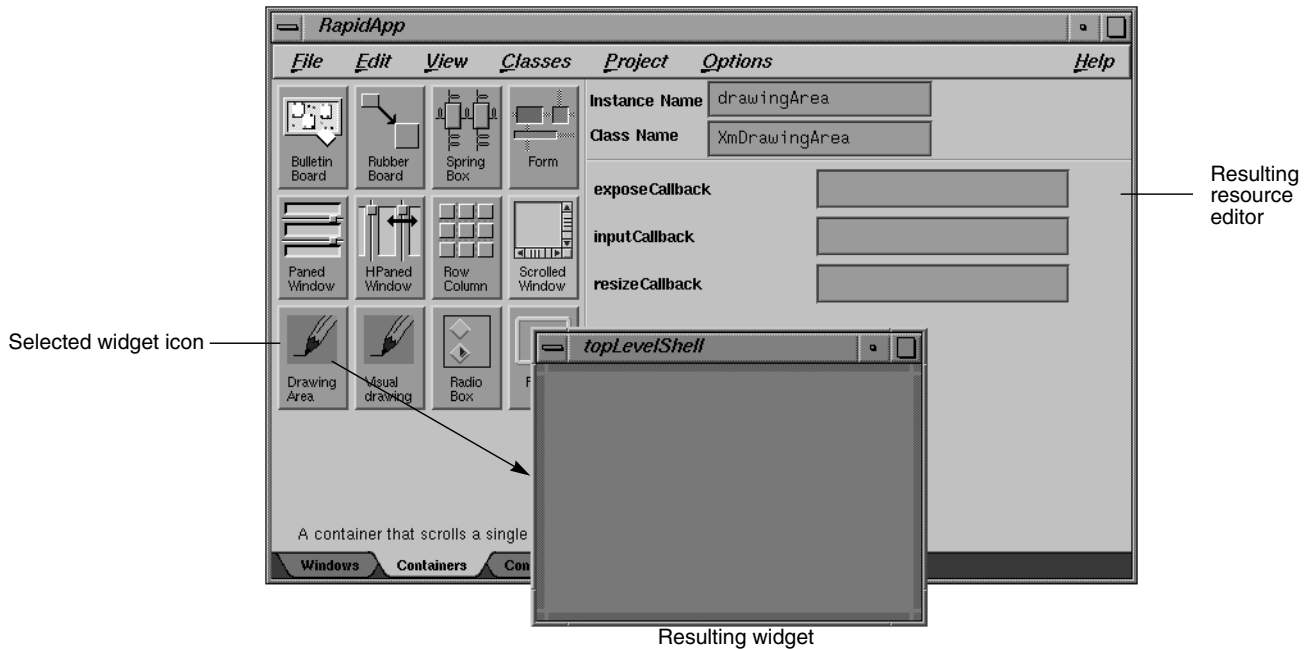 RapidApp
File Edit View Classes Project Options Help
Instance Name drawingArea
Class Name XmDrawingArea
Bulletin Board
Rubber Board
Spring Box
Form
exposeCallback
inputCallback
resizeCallback
Resulting resource editor
Paned Window
HPaned Window
Row Column
Scrolled Window
Selected widget icon
Drawing Area
Visual drawing
Radio Box
topLevelShell
A container that scrolls a single
Windows Containers
Resulting widget